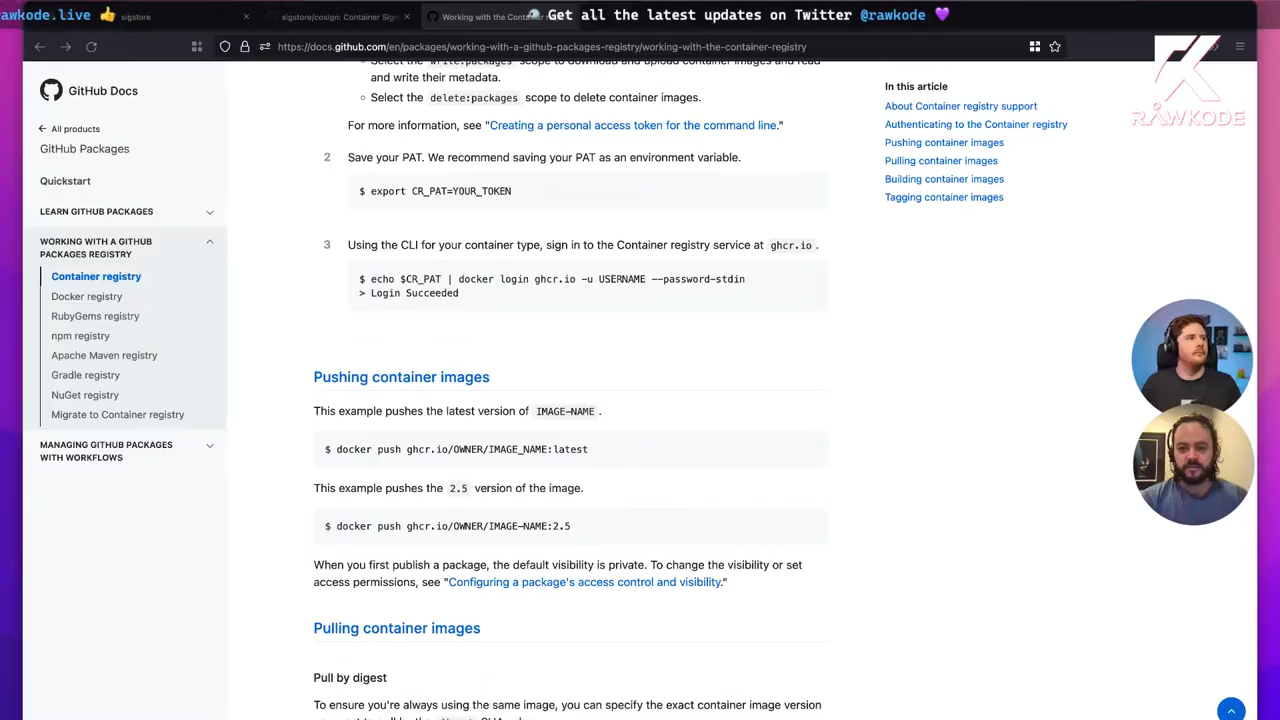 awkode.live 👍
Get all the latest updates on Twitter @rawkode 💜
sigstore
sigstore/cosign: Container Sig
Working with the Contain
https://docs.github.com/en/packages/working-with-a-github-packages-registry/working-with-the-container-registry
RAWKODE
GitHub Docs
All products
GitHub Packages
Quickstart
LEARN GITHUB PACKAGES
WORKING WITH A GITHUB
PACKAGES REGISTRY
Container registry
Docker registry
RubyGems registry
npm registry
Apache Maven registry
Gradle registry
NuGet registry
Migrate to Container registry
MANAGING GITHUB PACKAGES
WITH WORKFLOWS
Select the write:packages scope to download and upload container images and read
and write their metadata.
Select the delete:packages scope to delete container images.
For more information, see "Creating a personal access token for the command line."
2 Save your PAT. We recommend saving your PAT as an environment variable.
$ export CR_PAT=YOUR_TOKEN
3 Using the CLI for your container type, sign in to the Container registry service at ghcr.io.
$ echo $CR_PAT | docker login ghcr.io -u USERNAME --password-stdin
> Login Succeeded
Pushing container images
This example pushes the latest version of IMAGE-NAME.
$ docker push ghcr.io/OWNER/IMAGE_NAME:latest
This example pushes the 2.5 version of the image.
$ docker push ghcr.io/OWNER/IMAGE-NAME:2.5
When you first publish a package, the default visibility is private. To change the visibility or set
access permissions, see "Configuring a package's access control and visibility."
Pulling container images
Pull by digest
To ensure you're always using the same image, you can specify the exact container image version
In this article
About Container registry support
Authenticating to the Container registry
Pushing container images
Pulling container images
Building container images
Tagging container images